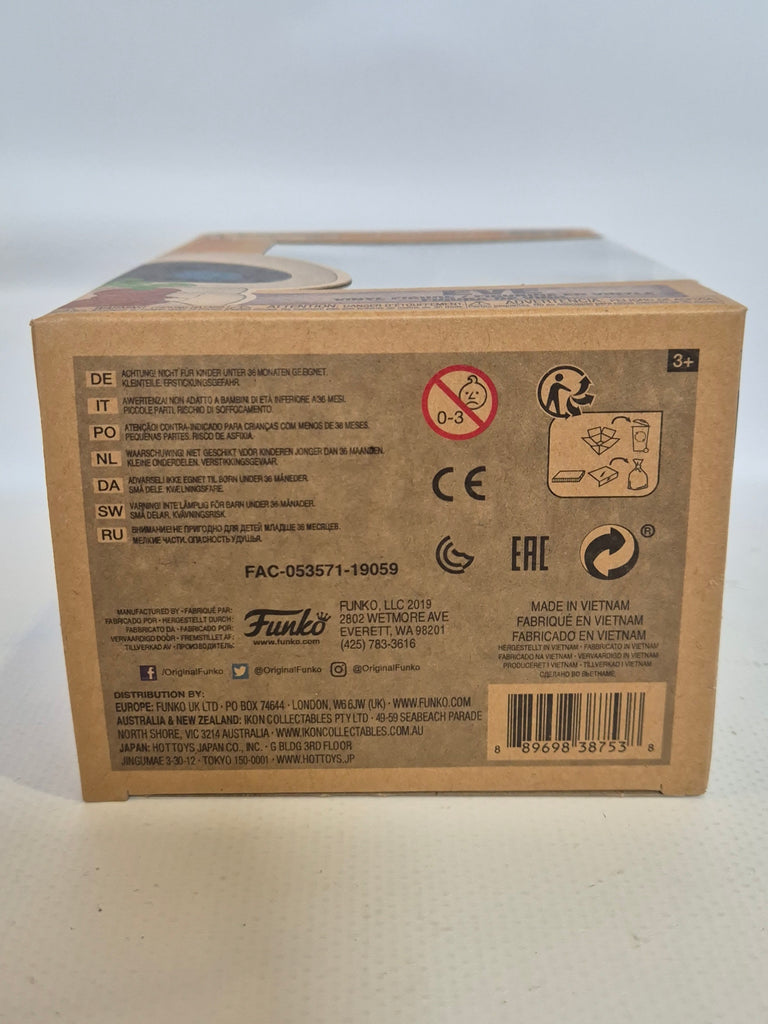 EVE
ATTENTION:
ADVERTENCIA:
3+
DE ACHTUNG! NICHT FÜR KINDER UNTER 36 MONATEN GEEIGNET.
KLEINTEILE. ERSTICKUNGSGEFAHR.
IT AVVERTENZA! NON ADATTO A BAMBINI DI ETÀ INFERIORE A 36 MESI.
PICCOLE PARTI. RISCHIO DI SOFFOCAMENTO.
PO ATENÇÃO! CONTRA-INDICADO PARA CRIANÇAS COM MENOS DE 36 MESES.
PEQUENAS PARTES. RISCO DE ASFIXIA.
NL WAARSCHUWING! NIET GESCHIKT VOOR KINDEREN JONGER DAN 36 MAANDEN.
KLEINE ONDERDELEN. VERSTIKKINGSGEVAAR.
DA ADVARSEL! IKKE EGNET TIL BØRN UNDER 36 MÅNEDER.
SMÅ DELE. KVÆLNINGSFARE.
SW VARNING! INTE LÄMPLIG FÖR BARN UNDER 36 MÅNADER.
SMÅ DELAR. KVÄVNINGSRISK.
RU ВНИМАНИЕ! НЕ ПРИГОДНО ДЛЯ ДЕТЕЙ МЛАДШЕ 36 МЕСЯЦЕВ.
МЕЛКИЕ ЧАСТИ. ОПАСНОСТЬ УДУШЬЯ.
0-3
CE
EAC
®
FAC-053571-19059
MANUFACTURED BY • FABRIQUÉ PAR:
FABRICADO POR • HERGESTELLT DURCH:
FABBRICATO DA • FABRICADO POR:
VERVAARDIGD DOOR • FREMSTILLET AF:
TILLVERKAD AV • ПРОИЗВОДИТЕЛЬ:
Funko
www.funko.com
FUNKO, LLC 2019
2802 WETMORE AVE
EVERETT, WA 98201
(425) 783-3616
MADE IN VIETNAM
FABRIQUÉ EN VIETNAM
FABRICADO EN VIETNAM
HERGESTELLT IN VIETNAM • FABBRICATO IN VIETNAM
FABRICADO NA VIETNAM • VERVAARDIGD IN VIETNAM
PRODUCERET I VIETNAM • TILLVERKAD I VIETNAM
СДЕЛАНО ВО ВЬЕТНАМЕ
/OriginalFunko @OriginalFunko @OriginalFunko
DISTRIBUTION BY:
EUROPE: FUNKO UK LTD • PO BOX 74644 • LONDON, W6 6JW (UK) • WWW.FUNKO.COM
AUSTRALIA & NEW ZEALAND: IKON COLLECTABLES PTY LTD • 49-59 SEABEACH PARADE
NORTH SHORE, VIC 3214 AUSTRALIA • WWW.IKONCOLLECTABLES.COM.AU
JAPAN: HOT TOYS JAPAN CO., INC. • G BLDG 3RD FLOOR
JINGUMAE 3-30-12 • TOKYO 150-0001 • WWW.HOTTOYS.JP
8 89698 38753 8